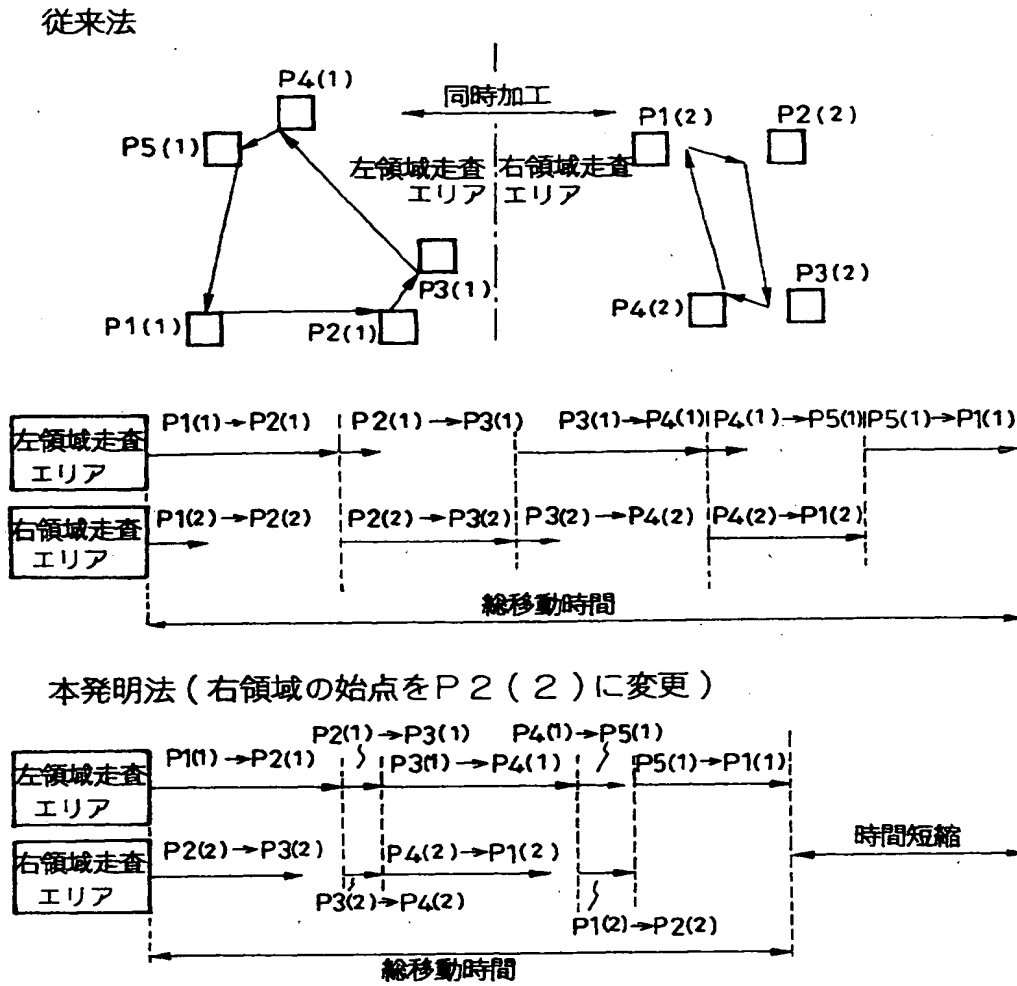 従来法
P4(1)
同時加工
P1(2)
P2(2)
P5(1)
左領域走査
エリア
右領域走査
エリア
P3(1)
P3(2)
P1(1)
P2(1)
P4(2)
左領域走査
エリア
P1(1)→P2(1)
P2(1)→P3(1)
P3(1)→P4(1)
P4(1)→P5(1)
P5(1)→P1(1)
右領域走査
エリア
P1(2)→P2(2)
P2(2)→P3(2)
P3(2)→P4(2)
P4(2)→P1(2)
総移動時間
本発明法(右領域の始点をP2(2)に変更)
P2(1)→P3(1)
P4(1)→P5(1)
左領域走査
エリア
P1(1)→P2(1)
P3(1)→P4(1)
P5(1)→P1(1)
時間短縮
右領域走査
エリア
P2(2)→P3(2)
P4(2)→P1(2)
P3(2)→P4(2)
P1(2)→P2(2)
総移動時間